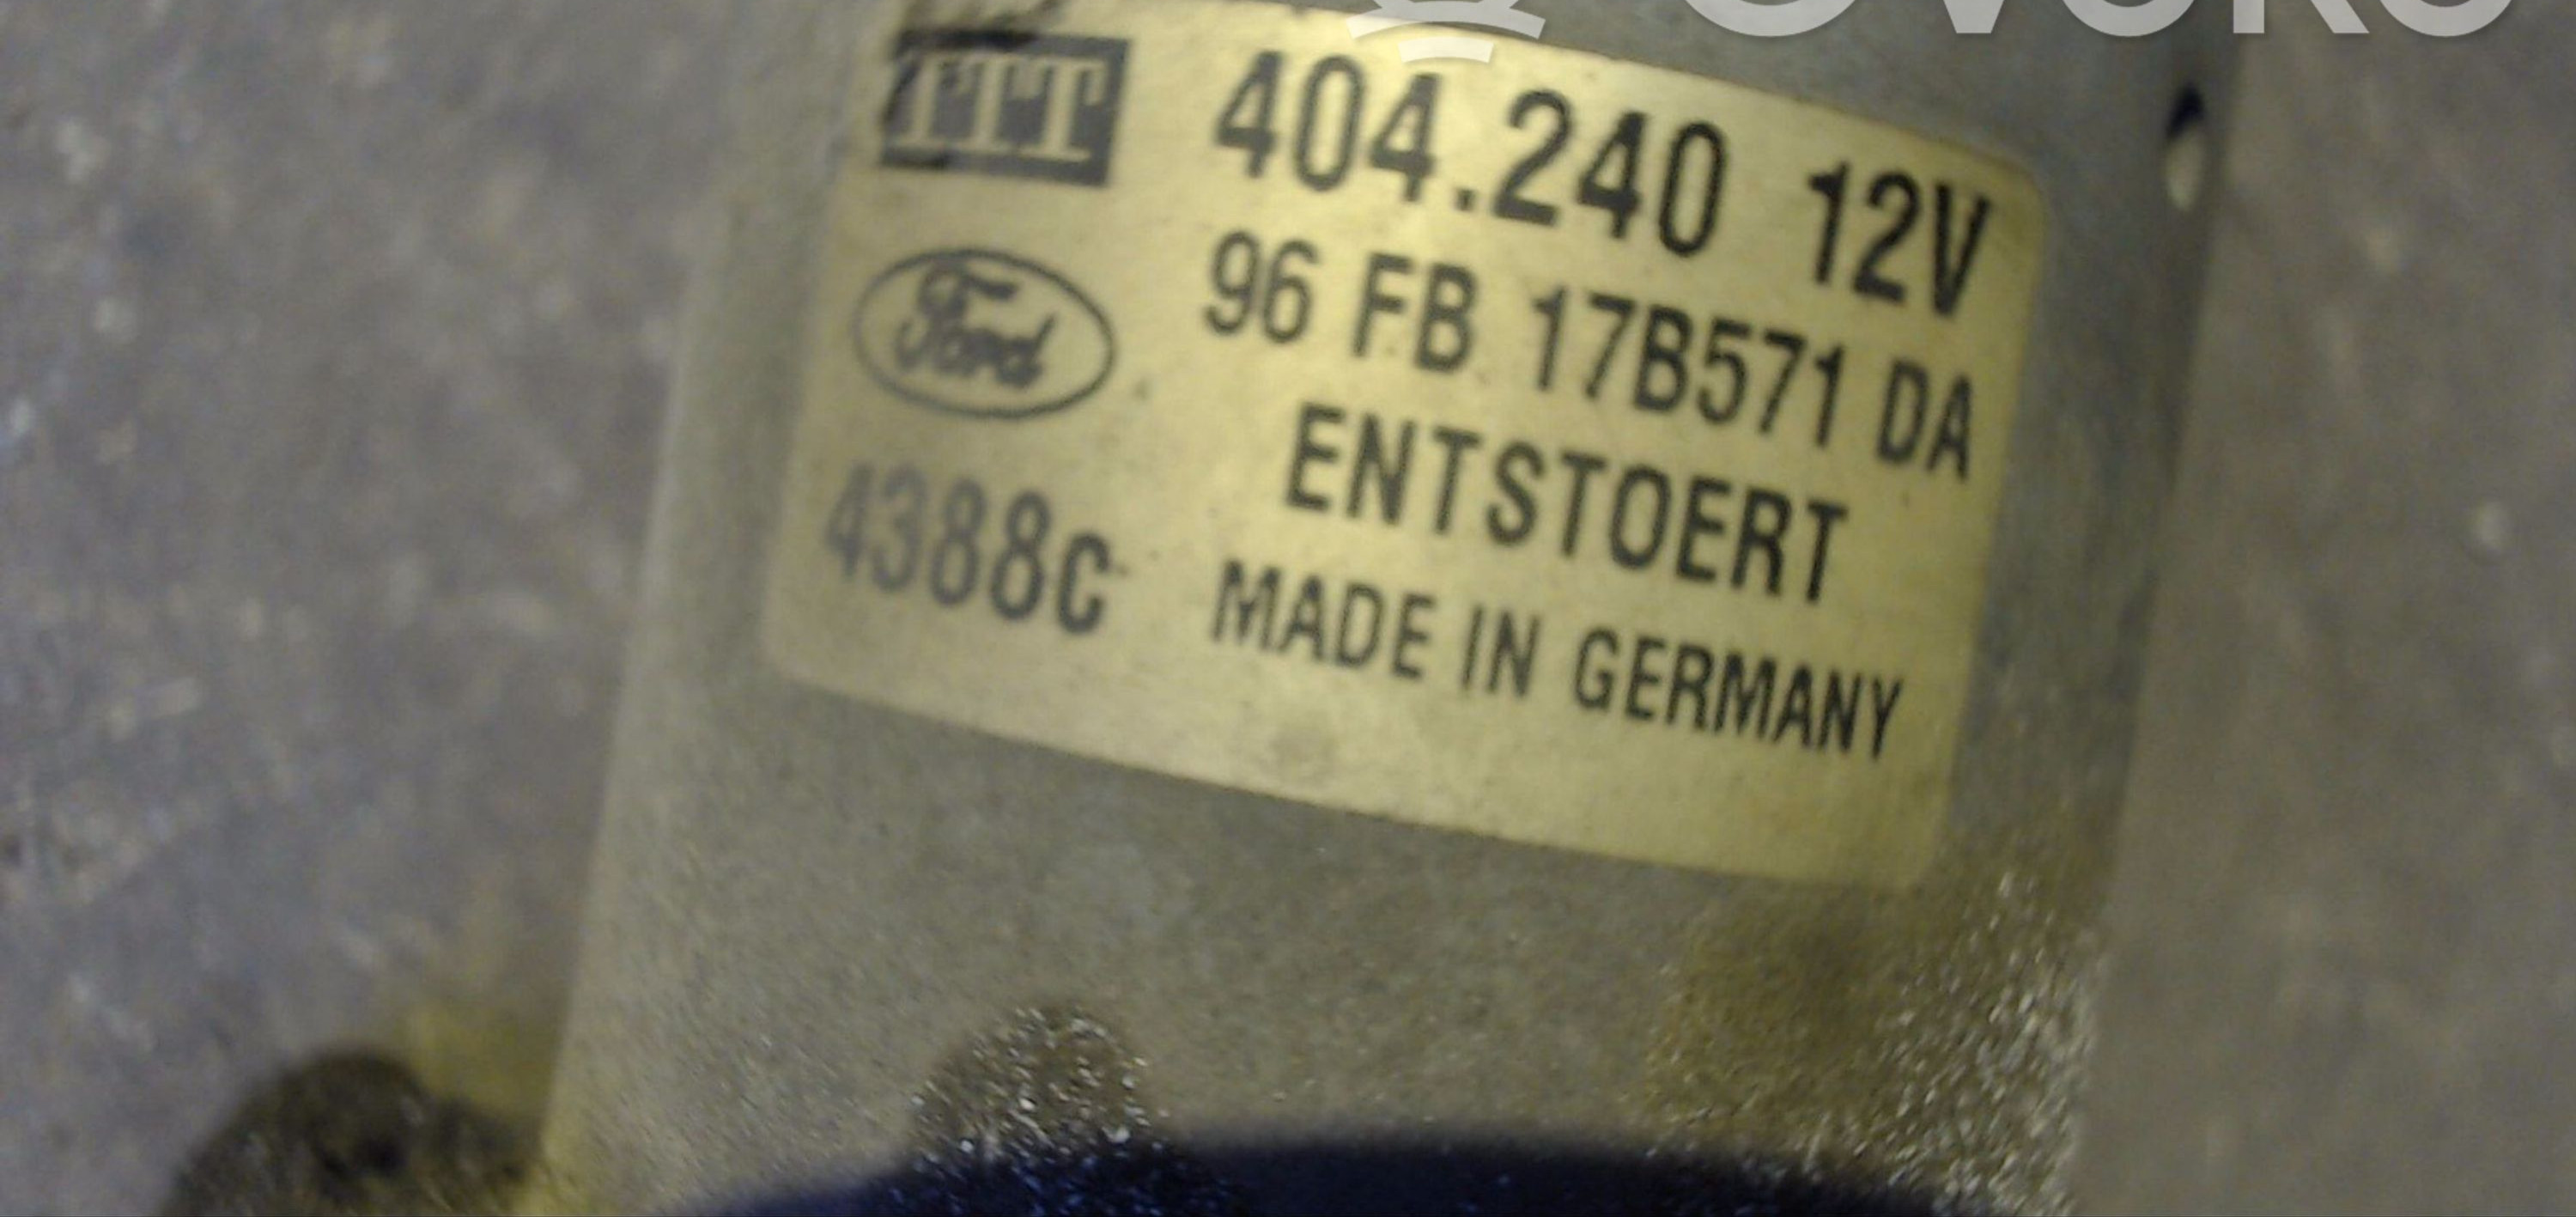 ITT 404.240 12V
Ford 96 FB 17B571 DA
ENTSTOERT
4388C MADE IN GERMANY